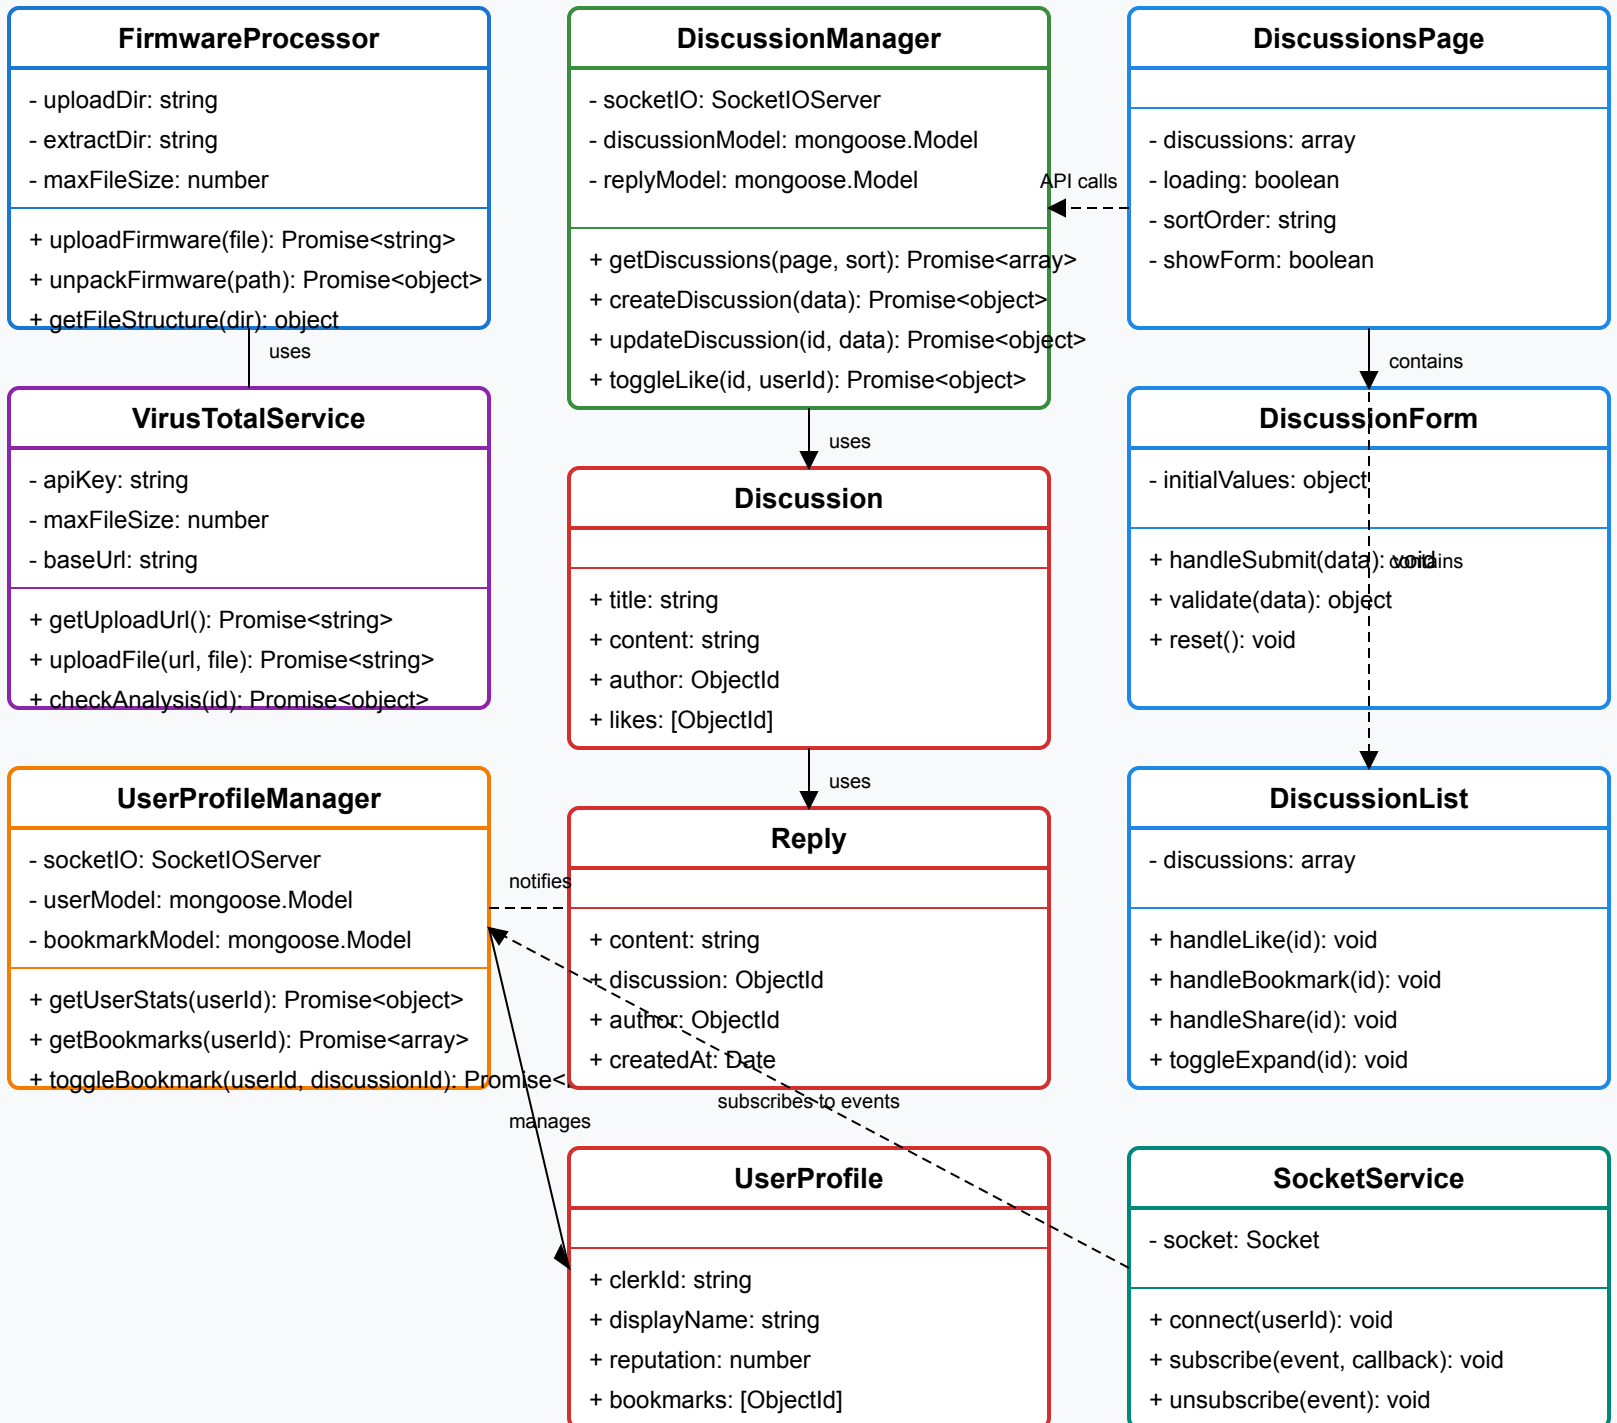 FirmwareProcessor
- uploadDir: string
- extractDir: string
- maxFileSize: number
+ uploadFirmware(file): Promise<string>
+ unpackFirmware(path): Promise<object>
+ getFileStructure(dir): object
uses
VirusTotalService
- apiKey: string
- maxFileSize: number
- baseUrl: string
+ getUploadUrl(): Promise<string>
+ uploadFile(url, file): Promise<string>
+ checkAnalysis(id): Promise<object>
UserProfileManager
- socketIO: SocketIOServer
- userModel: mongoose.Model
- bookmarkModel: mongoose.Model
+ getUserStats(userId): Promise<object>
+ getBookmarks(userId): Promise<array>
+ toggleBookmark(userId, discussionId): Promise<
notifies
manages
DiscussionManager
- socketIO: SocketIOServer
- discussionModel: mongoose.Model
- replyModel: mongoose.Model
+ getDiscussions(page, sort): Promise<array>
+ createDiscussion(data): Promise<object>
+ updateDiscussion(id, data): Promise<object>
+ toggleLike(id, userId): Promise<object>
API calls
uses
Discussion
+ title: string
+ content: string
+ author: ObjectId
+ likes: [ObjectId]
uses
Reply
+ content: string
+ discussion: ObjectId
+ author: ObjectId
+ createdAt: Date
subscribes to events
UserProfile
+ clerkId: string
+ displayName: string
+ reputation: number
+ bookmarks: [ObjectId]
DiscussionsPage
- discussions: array
- loading: boolean
- sortOrder: string
- showForm: boolean
contains
DiscussionForm
- initialValues: object
+ handleSubmit(data): void
contains
+ validate(data): object
+ reset(): void
DiscussionList
- discussions: array
+ handleLike(id): void
+ handleBookmark(id): void
+ handleShare(id): void
+ toggleExpand(id): void
SocketService
- socket: Socket
+ connect(userId): void
+ subscribe(event, callback): void
+ unsubscribe(event): void